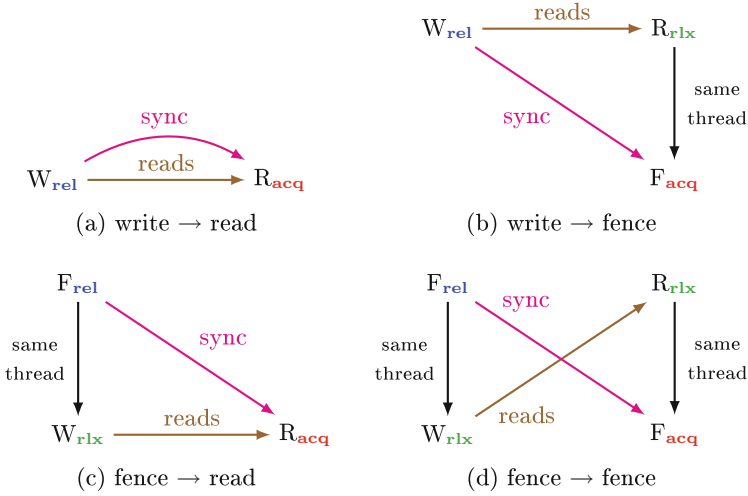 W_rel reads R_rlx
same
thread
sync
F_acq
(b) write → fence
sync
reads
W_rel R_acq
(a) write → read
F_rel
same
thread
sync
reads
W_rlx R_acq
(c) fence → read
F_rel R_rlx
sync
same
thread
same
thread
reads
W_rlx F_acq
(d) fence → fence